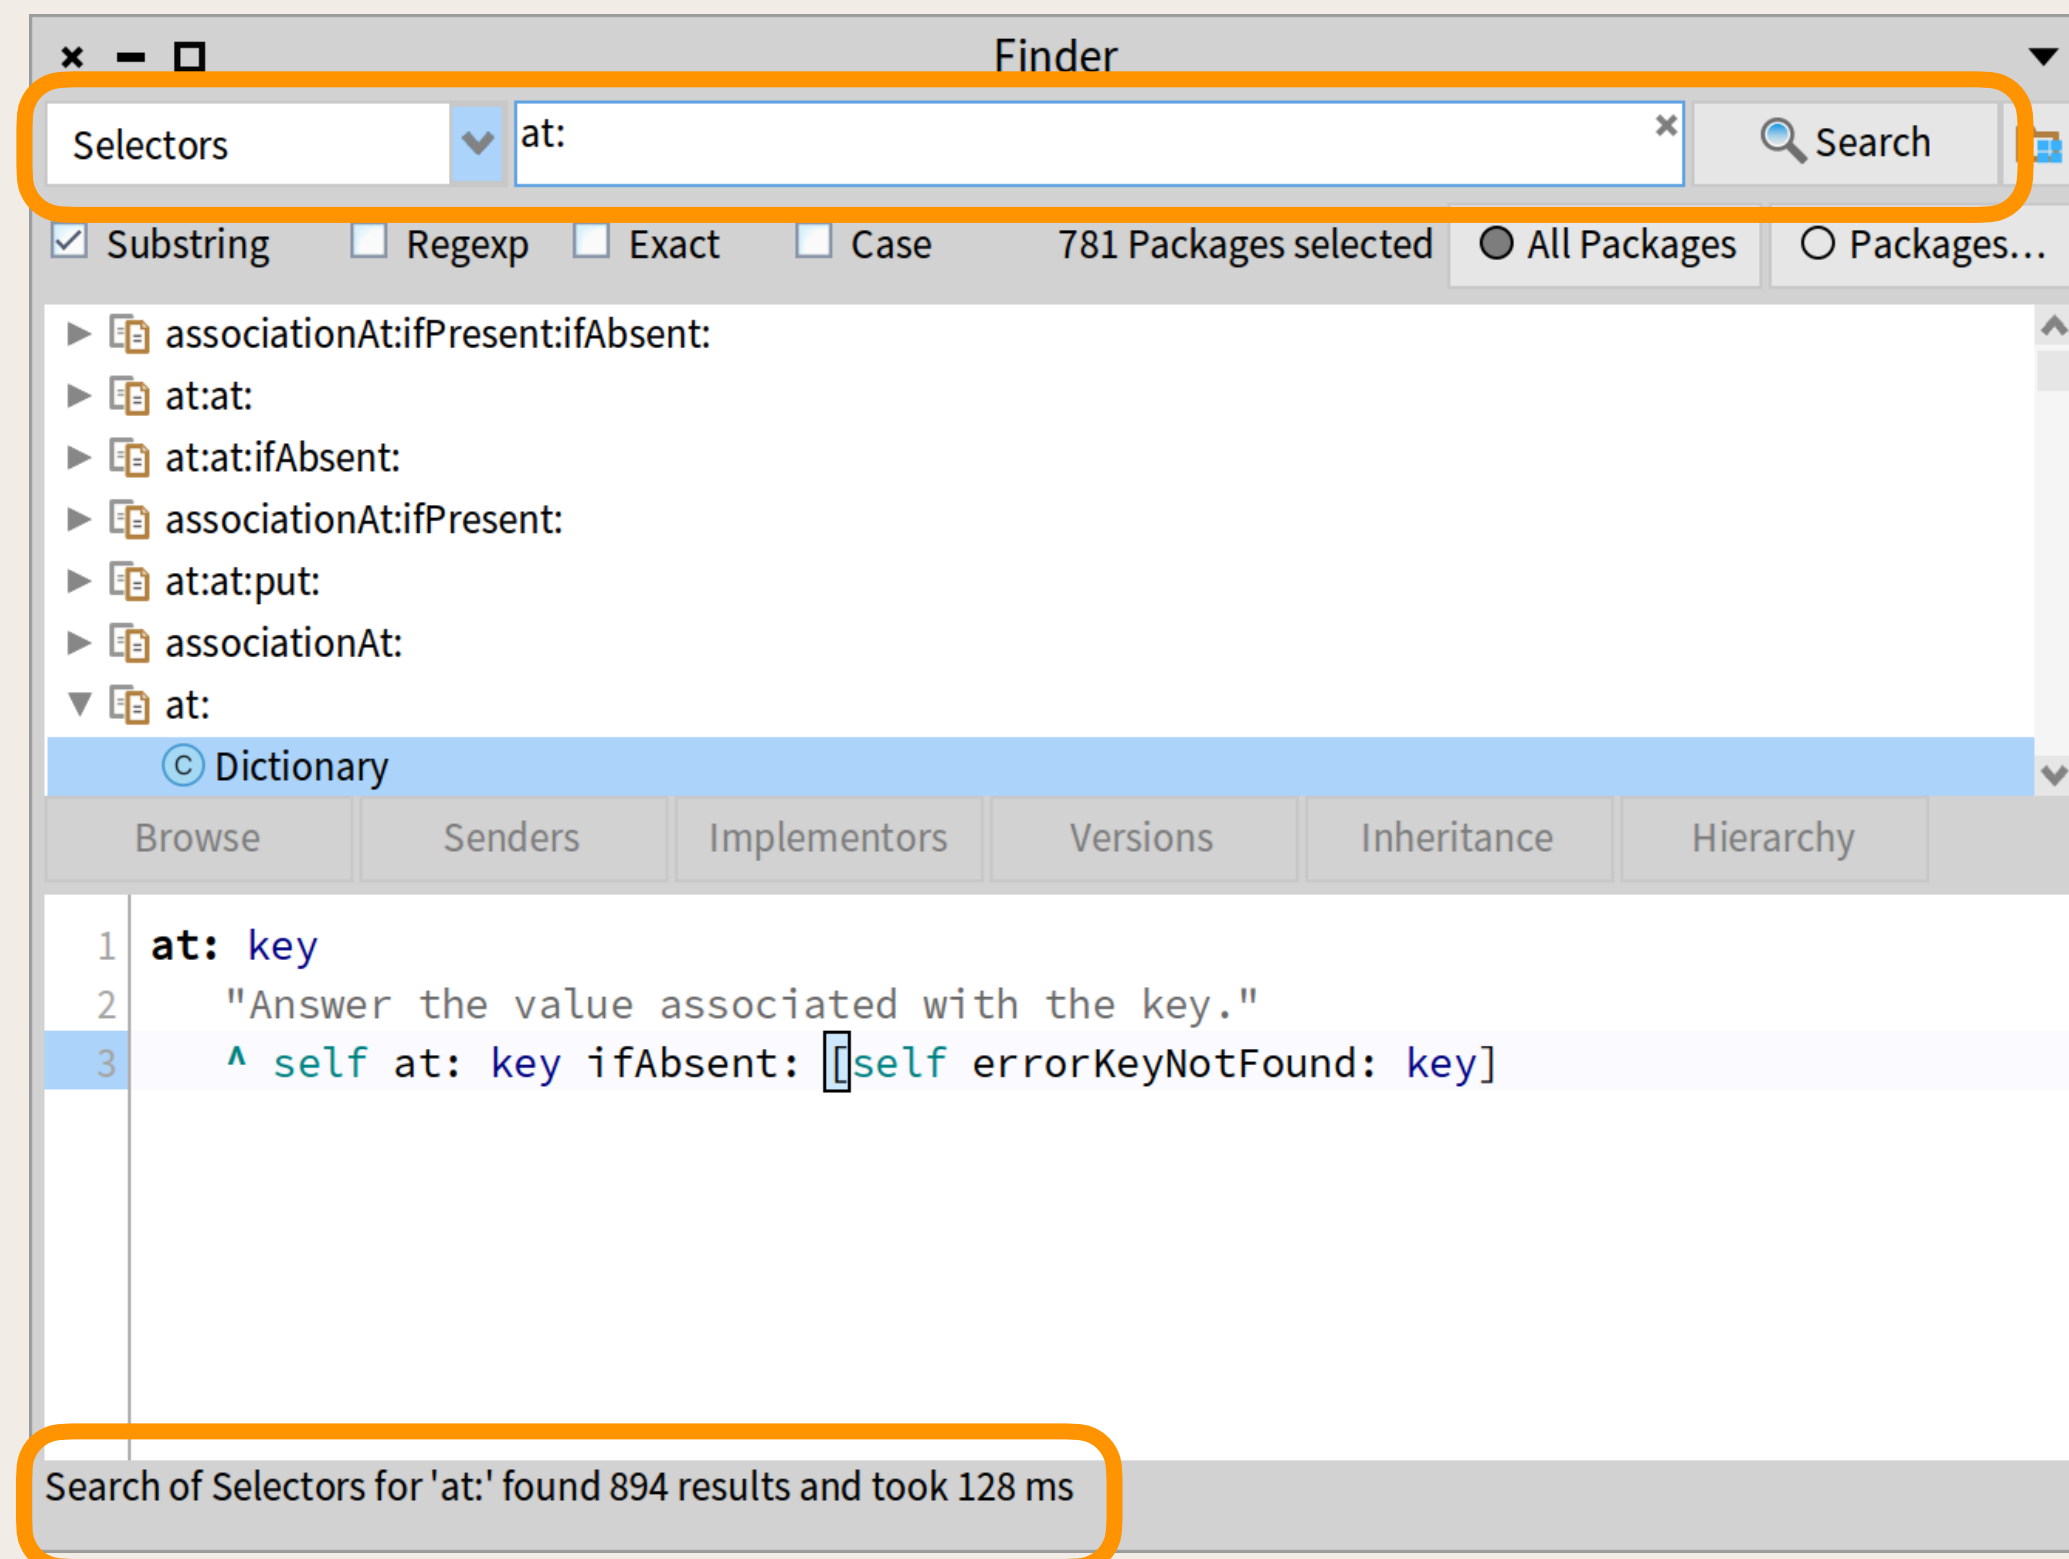 Finder
Selectors at: Search
Substring Regexp Exact Case 781 Packages selected All Packages Packages...
associationAt:ifPresent:ifAbsent:
at:at:
at:at:ifAbsent:
associationAt:ifPresent:
at:at:put:
associationAt:
at:
C Dictionary
Browse Senders Implementors Versions Inheritance Hierarchy
1 at: key
2 "Answer the value associated with the key."
3 ^ self at: key ifAbsent: [self errorKeyNotFound: key]
Search of Selectors for 'at:' found 894 results and took 128 ms